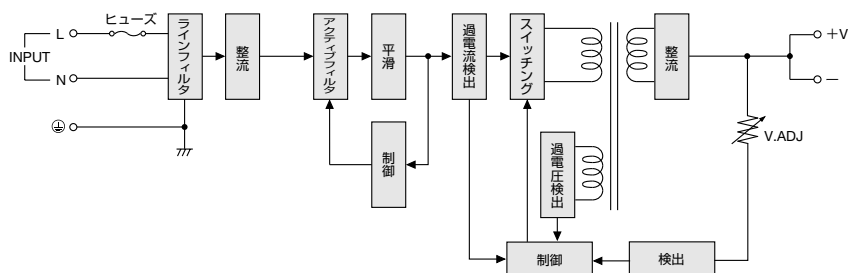 ヒューズ
L
INPUT
N
ラインフィルタ
整流
アクティブフィルタ
平滑
制御
過電流検出
スイッチング
過電圧検出
整流
+V
−
V.ADJ
制御
検出